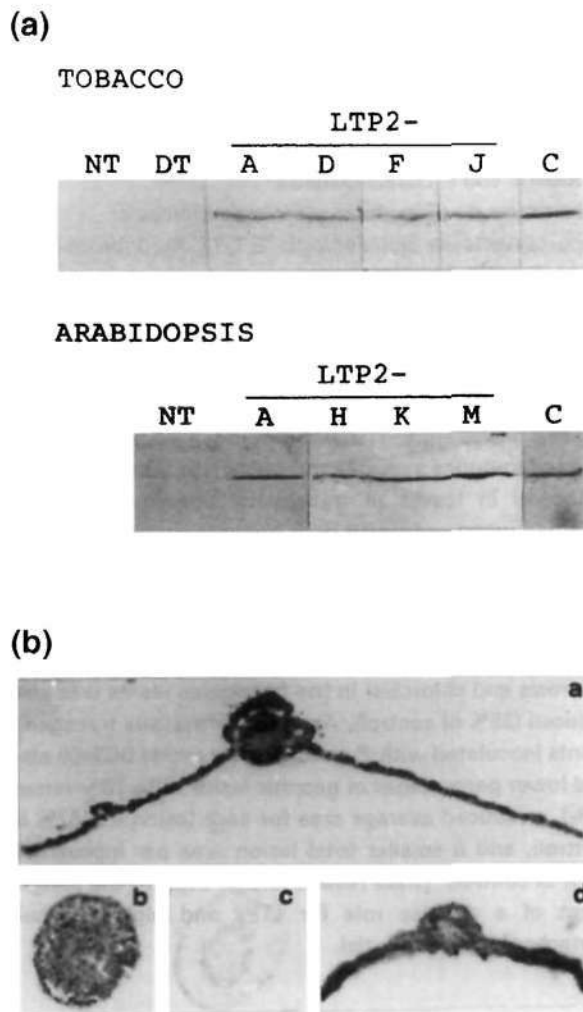 (a)
TOBACCO
LTP2-
NT DT A D F J C
ARABIDOPSIS
LTP2-
NT A H K M C
(b)
a
b c d